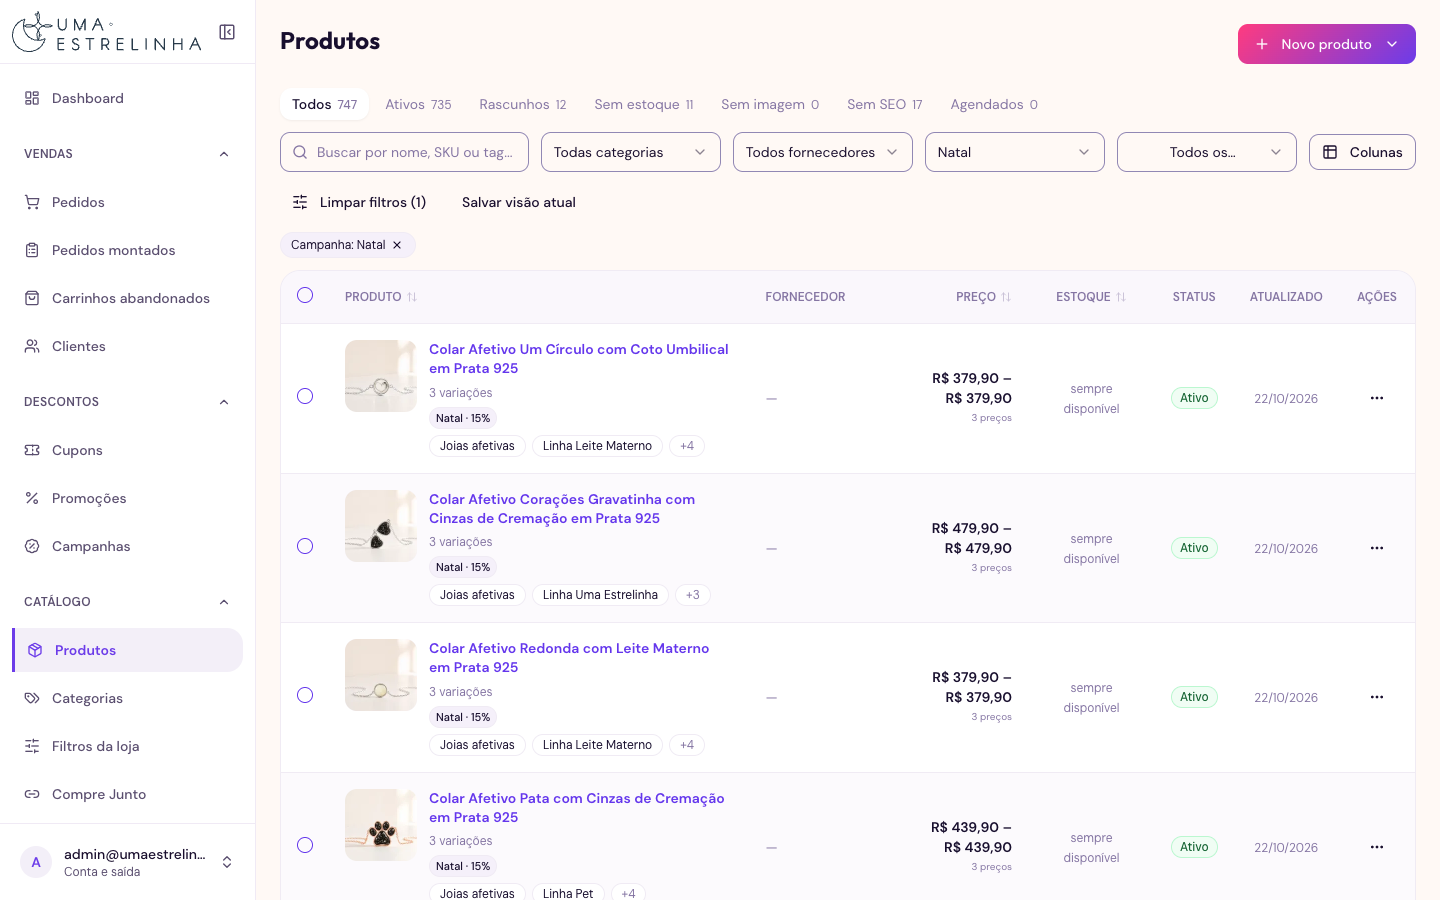 UMA
ESTRELINHA
Dashboard
VENDAS
Pedidos
Pedidos montados
Carrinhos abandonados
Clientes
DESCONTOS
Cupons
Promoções
Campanhas
CATÁLOGO
Produtos
Categorias
Filtros da loja
Compre Junto
A
admin@umaestrelin...
Conta e saída
Produtos
Novo produto
Todos 747 Ativos 735 Rascunhos 12 Sem estoque 11 Sem imagem 0 Sem SEO 17 Agendados 0
Buscar por nome, SKU ou tag... Todas categorias Todos fornecedores Natal Todos os... Colunas
Limpar filtros (1) Salvar visão atual
Campanha: Natal
PRODUTO FORNECEDOR PREÇO ESTOQUE STATUS ATUALIZADO AÇÕES
Colar Afetivo Um Círculo com Coto Umbilical
em Prata 925
3 variações
Natal · 15%
Joias afetivas Linha Leite Materno +4
—
R$ 379,90 –
R$ 379,90
3 preços
sempre
disponível
Ativo
22/10/2026
Colar Afetivo Corações Gravatinha com
Cinzas de Cremação em Prata 925
3 variações
Natal · 15%
Joias afetivas Linha Uma Estrelinha +3
—
R$ 479,90 –
R$ 479,90
3 preços
sempre
disponível
Ativo
22/10/2026
Colar Afetivo Redonda com Leite Materno
em Prata 925
3 variações
Natal · 15%
Joias afetivas Linha Leite Materno +4
—
R$ 379,90 –
R$ 379,90
3 preços
sempre
disponível
Ativo
22/10/2026
Colar Afetivo Pata com Cinzas de Cremação
em Prata 925
3 variações
Natal · 15%
Joias afetivas Linha Pet +4
—
R$ 439,90 –
R$ 439,90
3 preços
sempre
disponível
Ativo
22/10/2026